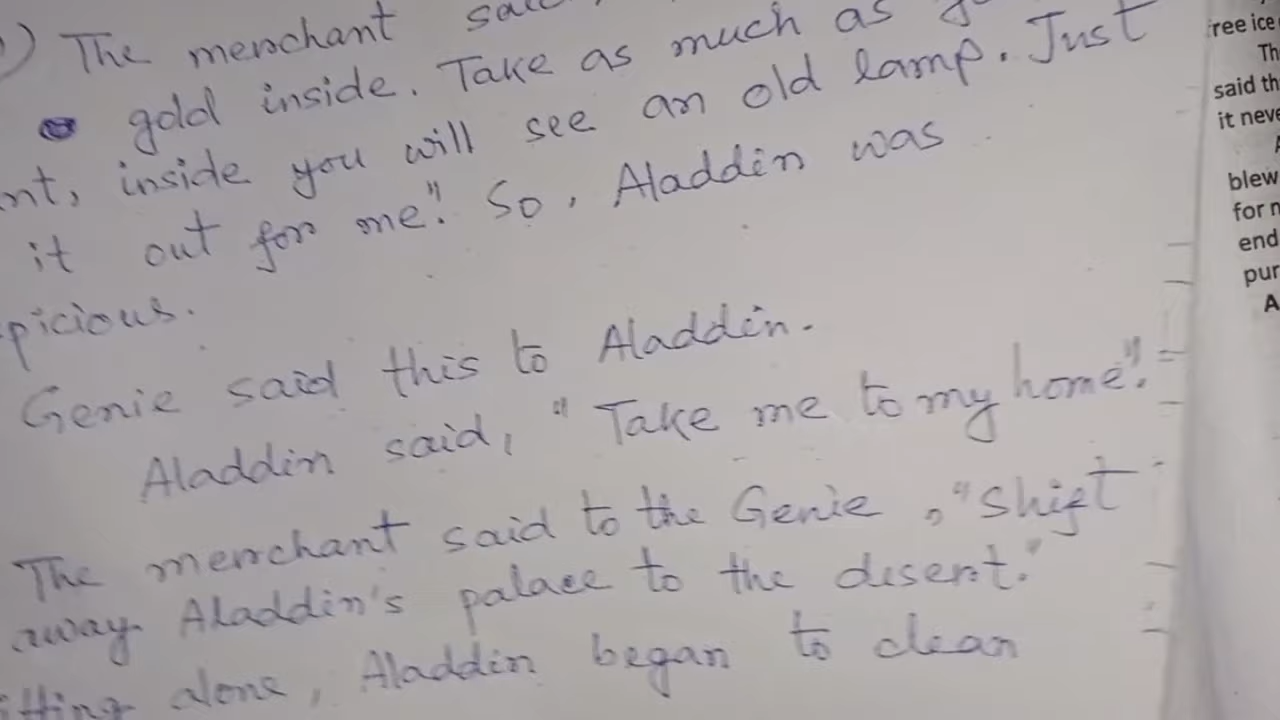 ) The merchant said
gold inside. Take as much as
nt, inside you will see an old lamp. Just
it out for me". So, Aladdin was
picious.
Genie said this to Aladdin.
Aladdin said, "Take me to my home".
The merchant said to the Genie, "Shift
away Aladdin's palace to the desert."
itting alone, Aladdin began to clean
ree ice
Th
said th
it neve
A
blew
for m
end
pur
A